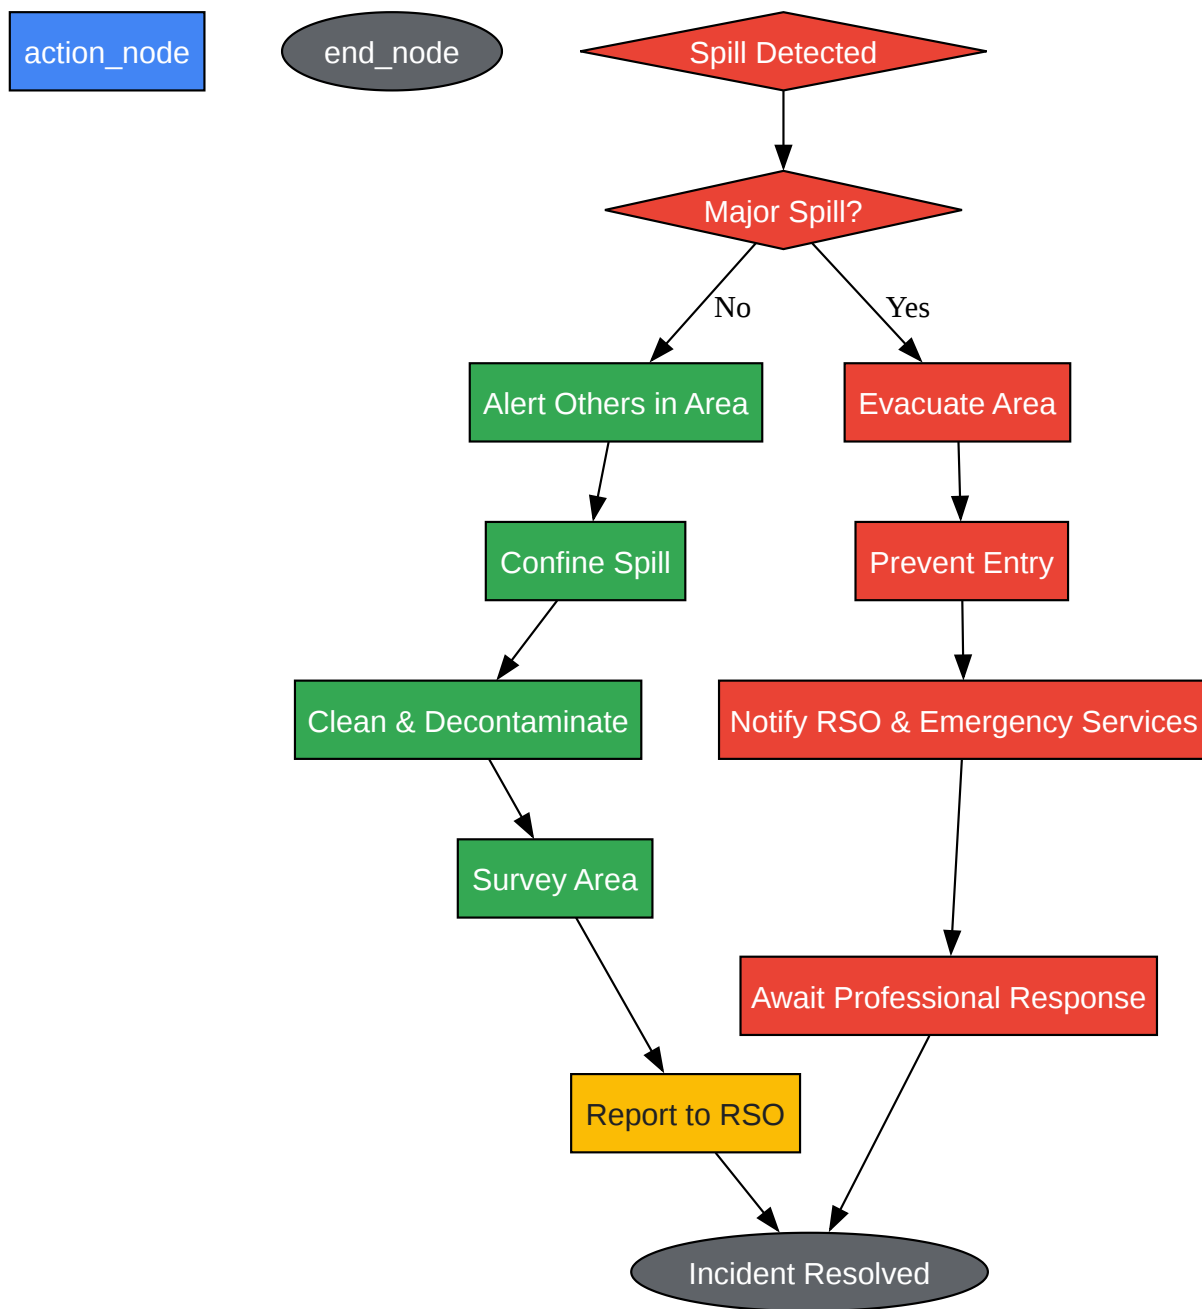 action_node
end_node
Spill Detected
Major Spill?
No
Yes
Alert Others in Area
Evacuate Area
Confine Spill
Prevent Entry
Clean & Decontaminate
Notify RSO & Emergency Services
Survey Area
Await Professional Response
Report to RSO
Incident Resolved